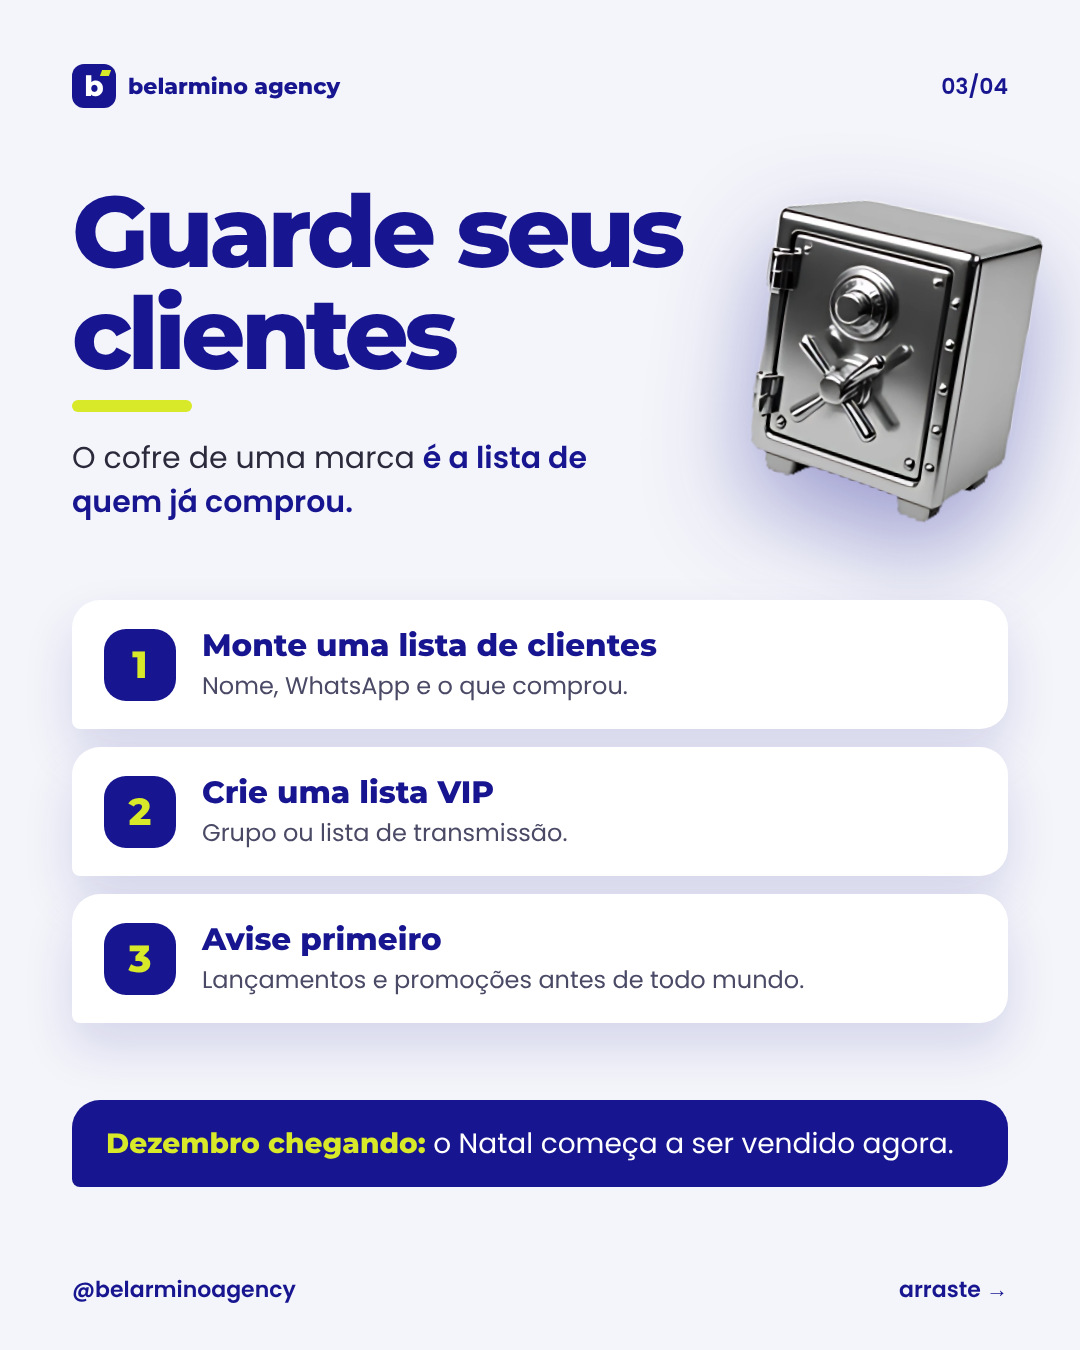 b belarmino agency
03/04
Guarde seus
clientes
O cofre de uma marca é a lista de
quem já comprou.
1
Monte uma lista de clientes
Nome, WhatsApp e o que comprou.
2
Crie uma lista VIP
Grupo ou lista de transmissão.
3
Avise primeiro
Lançamentos e promoções antes de todo mundo.
Dezembro chegando: o Natal começa a ser vendido agora.
@belarminoagency
arraste →